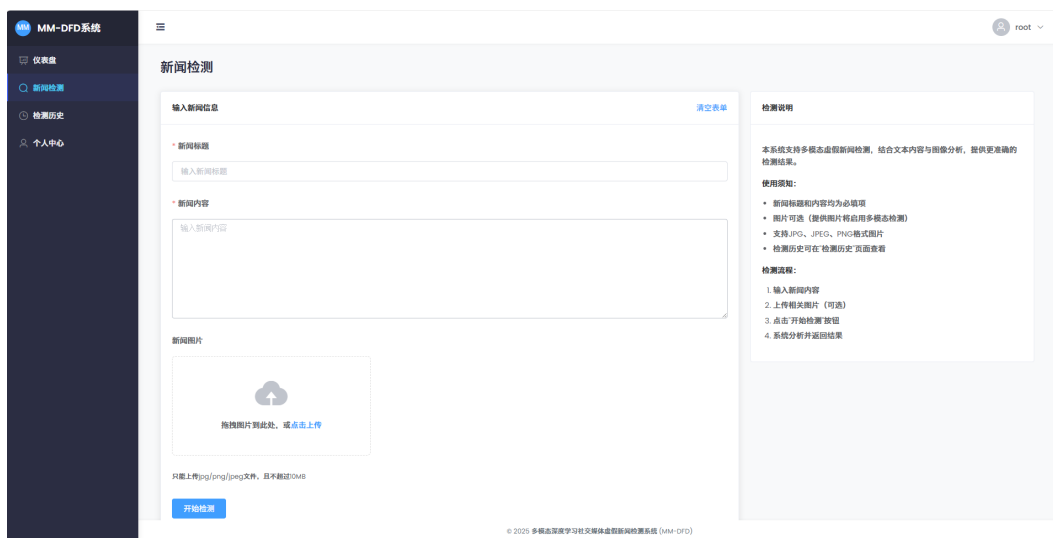 MM MM-DFD系统
root
仪表盘
新闻检测
检测历史
个人中心
新闻检测
输入新闻信息
清空表单
* 新闻标题
输入新闻标题
* 新闻内容
输入新闻内容
新闻图片
拖拽图片到此处，或点击上传
只能上传jpg/png/jpeg文件，且不超过10MB
开始检测
检测说明
本系统支持多模态虚假新闻检测，结合文本内容与图像分析，提供更准确的
检测结果。
使用须知：
• 新闻标题和内容均为必填项
• 图片可选（提供图片将启用多模态检测）
• 支持JPG、JPEG、PNG格式图片
• 检测历史可在"检测历史"页面查看
检测流程：
1. 输入新闻内容
2. 上传相关图片（可选）
3. 点击"开始检测"按钮
4. 系统分析并返回结果
© 2025 多模态深度学习社交媒体虚假新闻检测系统 (MM-DFD)